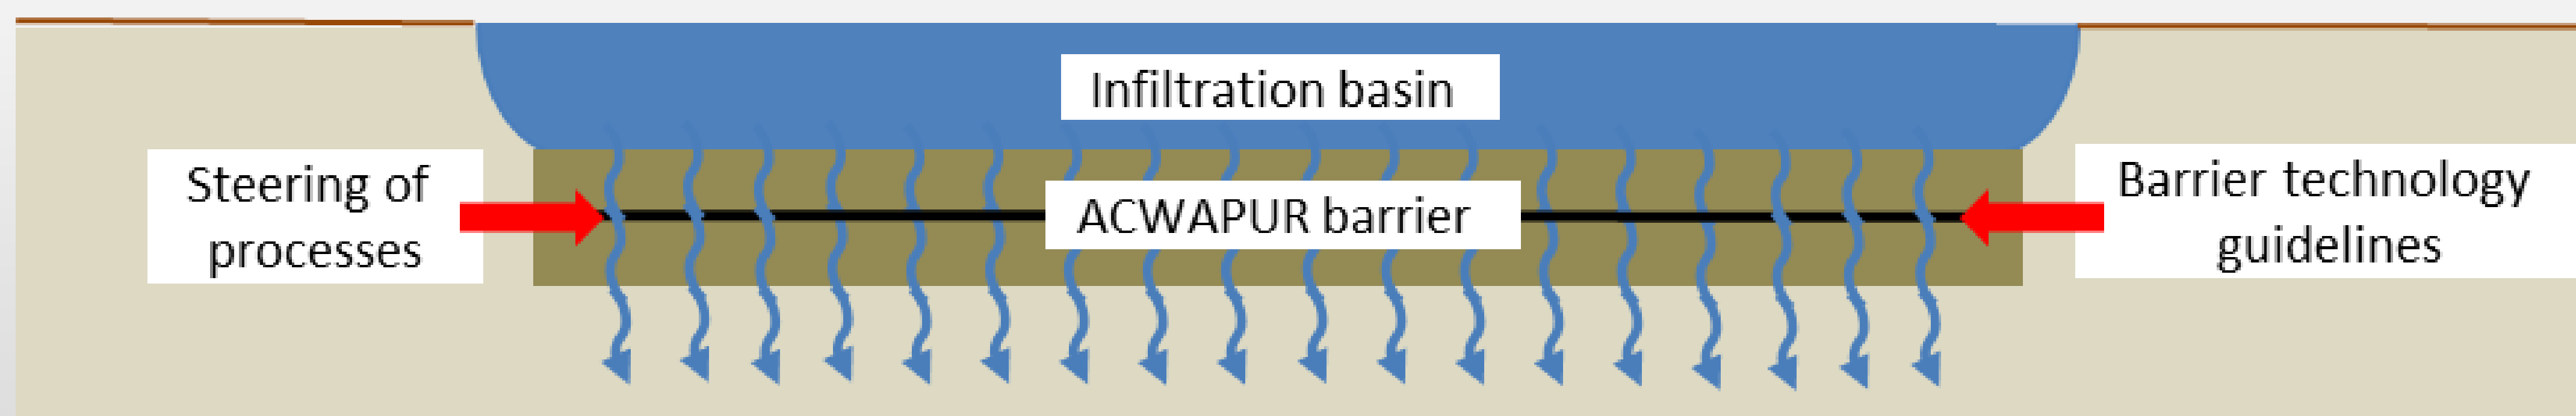 Infiltration basin
Steering of
processes
ACWAPUR barrier
Barrier technology
guidelines